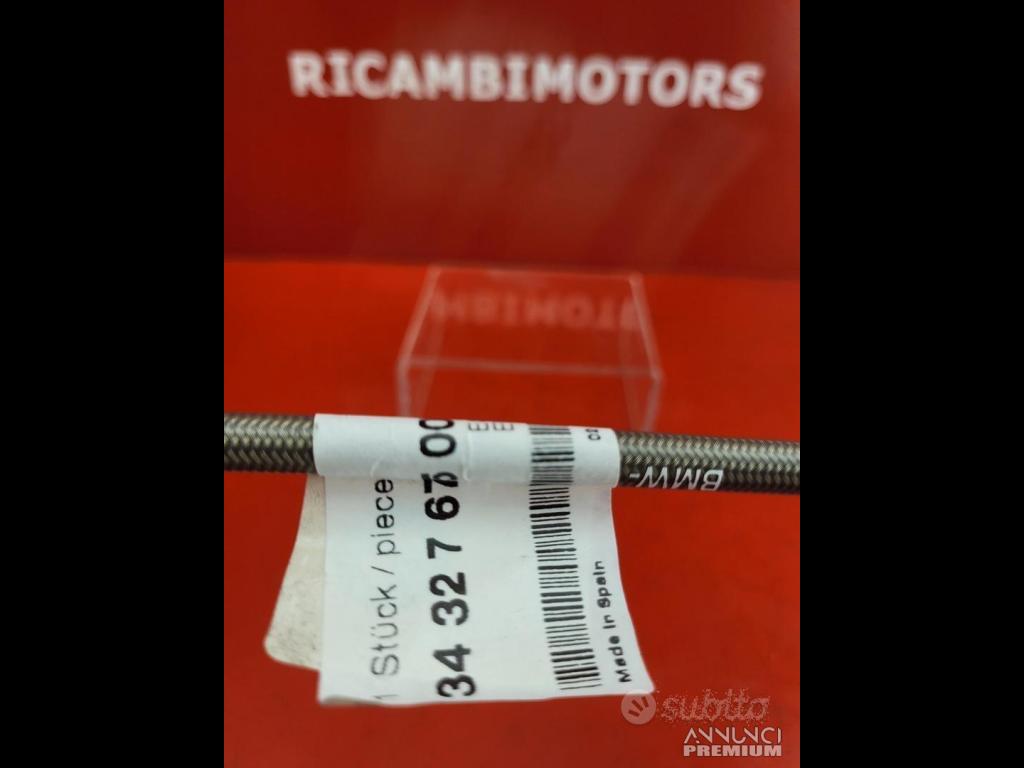 RICAMBIMOTORS
1 Stück / piece
34 32 7 67
Made in Spain
BMW-
subito
ANNUNCI
PREMIUM